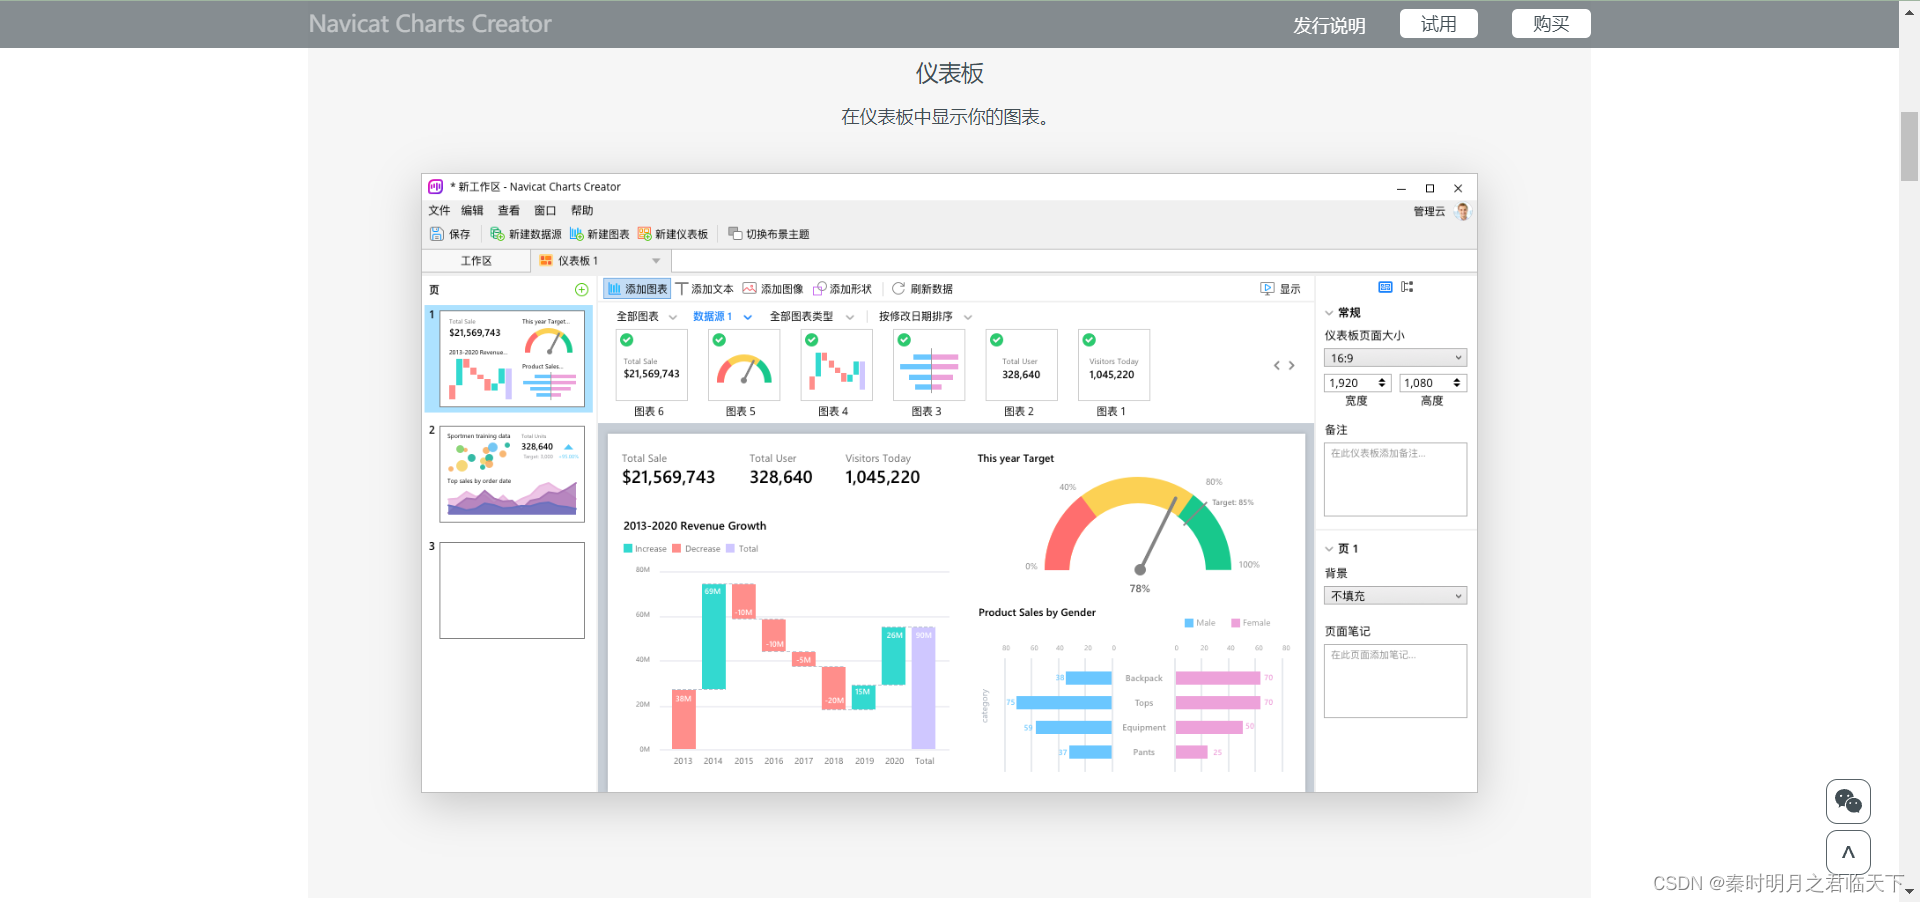 Navicat Charts Creator
发行说明
试用
购买
仪表板
在仪表板中显示你的图表。
* 新工作区 - Navicat Charts Creator
文件 编辑 查看 窗口 帮助
管理云
保存 新建数据源 新建图表 新建仪表板 切换布景主题
工作区 仪表板 1
页
添加图表 添加文本 添加图像 添加形状 刷新数据
显示
全部图表 数据源 1 全部图表类型 按修改日期排序
1
Total Sale
$21,569,743
This year Target...
2013-2020 Revenue...
Product Sales...
2
Sportmen training data
Total Units
328,640
Top sales by order date
3
Total Sale
$21,569,743
Total User
328,640
Visitors Today
1,045,220
图表 6 图表 5 图表 4 图表 3 图表 2 图表 1
Total Sale
$21,569,743
Total User
328,640
Visitors Today
1,045,220
2013-2020 Revenue Growth
Increase Decrease Total
80M
60M
40M
20M
0M
38M
69M
-10M
-10M
-5M
-20M
15M
26M
90M
2013 2014 2015 2016 2017 2018 2019 2020 Total
This year Target
0%
40%
80%
Target: 85%
100%
78%
Product Sales by Gender
Male Female
80 60 40 20 0 0 20 40 60 80
category
38 Backpack 70
75 Tops 70
59 Equipment 50
37 Pants 25
常规
仪表板页面大小
16:9
1,920 1,080
宽度 高度
备注
在此仪表板添加备注...
页 1
背景
不填充
页面笔记
在此页面添加笔记...
CSDN @秦时明月之君临天下